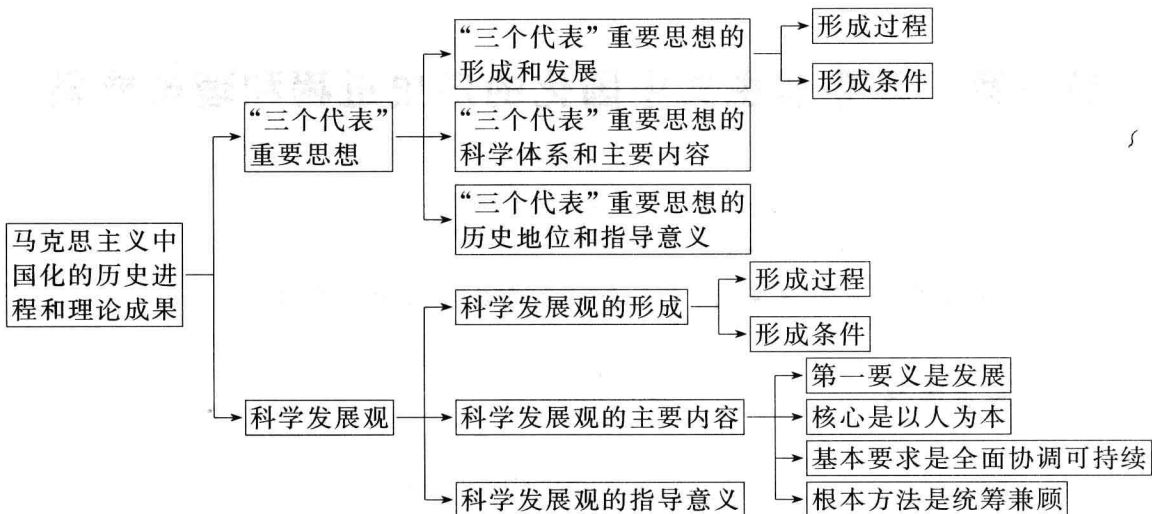 马克思主义中
国化的历史进
程和理论成果
“三个代表”
重要思想
“三个代表”重要思想的
形成和发展
形成过程
形成条件
“三个代表”重要思想的
科学体系和主要内容
“三个代表”重要思想的
历史地位和指导意义
科学发展观
科学发展观的形成
形成过程
形成条件
科学发展观的主要内容
第一要义是发展
核心是以人为本
基本要求是全面协调可持续
根本方法是统筹兼顾
科学发展观的指导意义